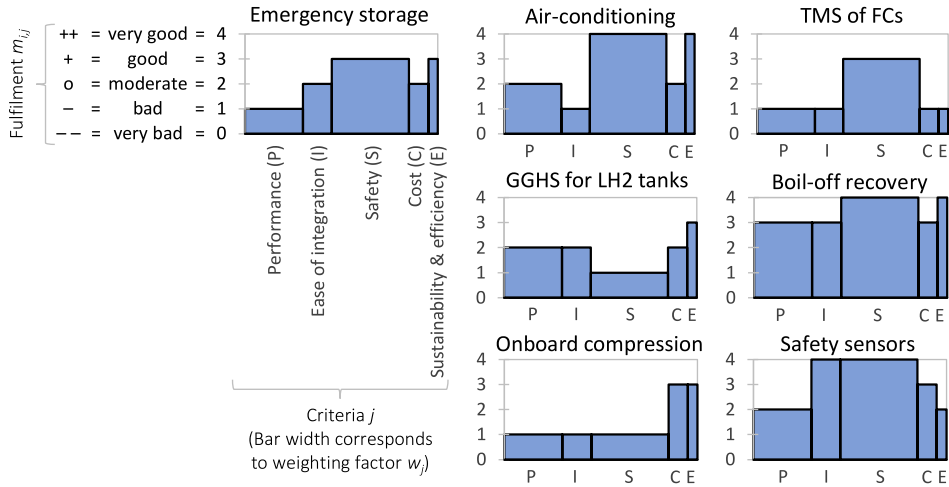 Emergency storage
Fulfilment mi,j
++ = very good = 4
+ = good = 3
o = moderate = 2
– = bad = 1
– – = very bad = 0
Performance (P)
Ease of integration (I)
Safety (S)
Cost (C)
Sustainability & efficiency (E)
Criteria j
(Bar width corresponds
to weighting factor wj)
Air-conditioning
4
3
2
1
0
P I S C E
TMS of FCs
4
3
2
1
0
P I S C E
GGHS for LH2 tanks
4
3
2
1
0
P I S C E
Boil-off recovery
4
3
2
1
0
P I S C E
Onboard compression
4
3
2
1
0
P I S C E
Safety sensors
4
3
2
1
0
P I S C E